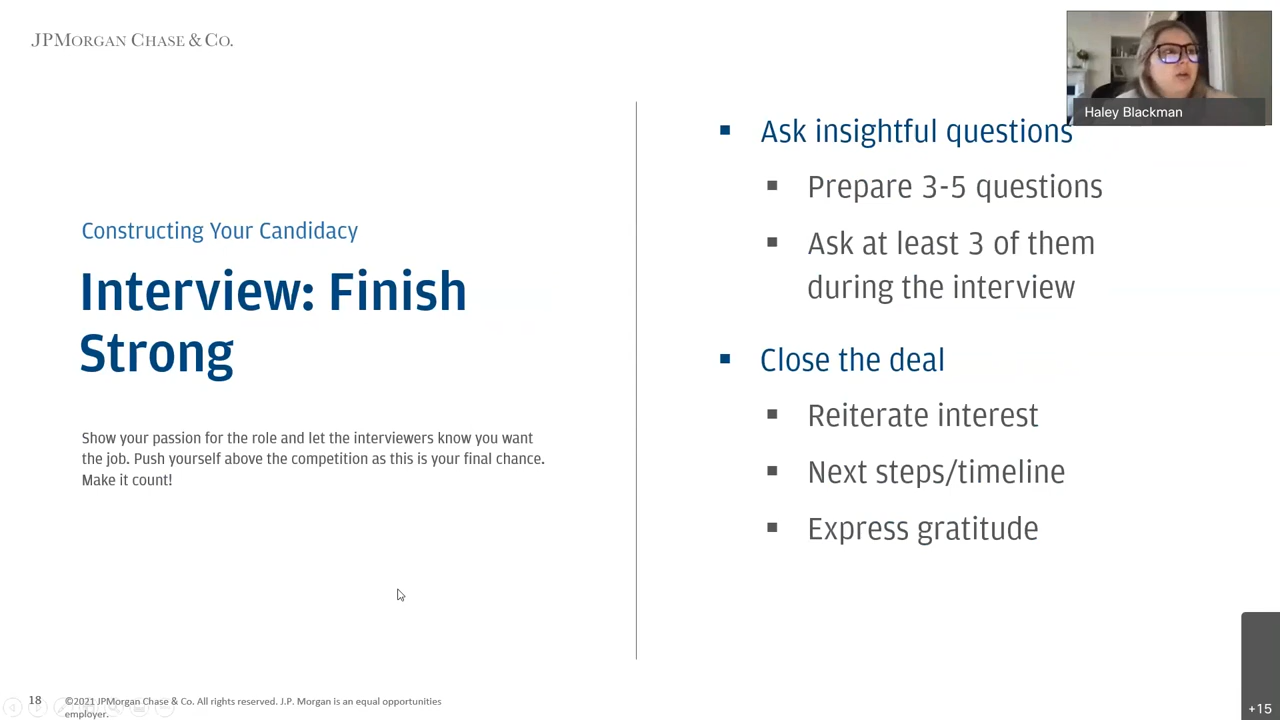 JPMORGAN CHASE & CO.
Haley Blackman
Constructing Your Candidacy
Interview: Finish
Strong
Show your passion for the role and let the interviewers know you want
the job. Push yourself above the competition as this is your final chance.
Make it count!
▪ Ask insightful questions
▪ Prepare 3-5 questions
▪ Ask at least 3 of them
during the interview
▪ Close the deal
▪ Reiterate interest
▪ Next steps/timeline
▪ Express gratitude
18
©2021 JPMorgan Chase & Co. All rights reserved. J.P. Morgan is an equal opportunities
employer.
+15